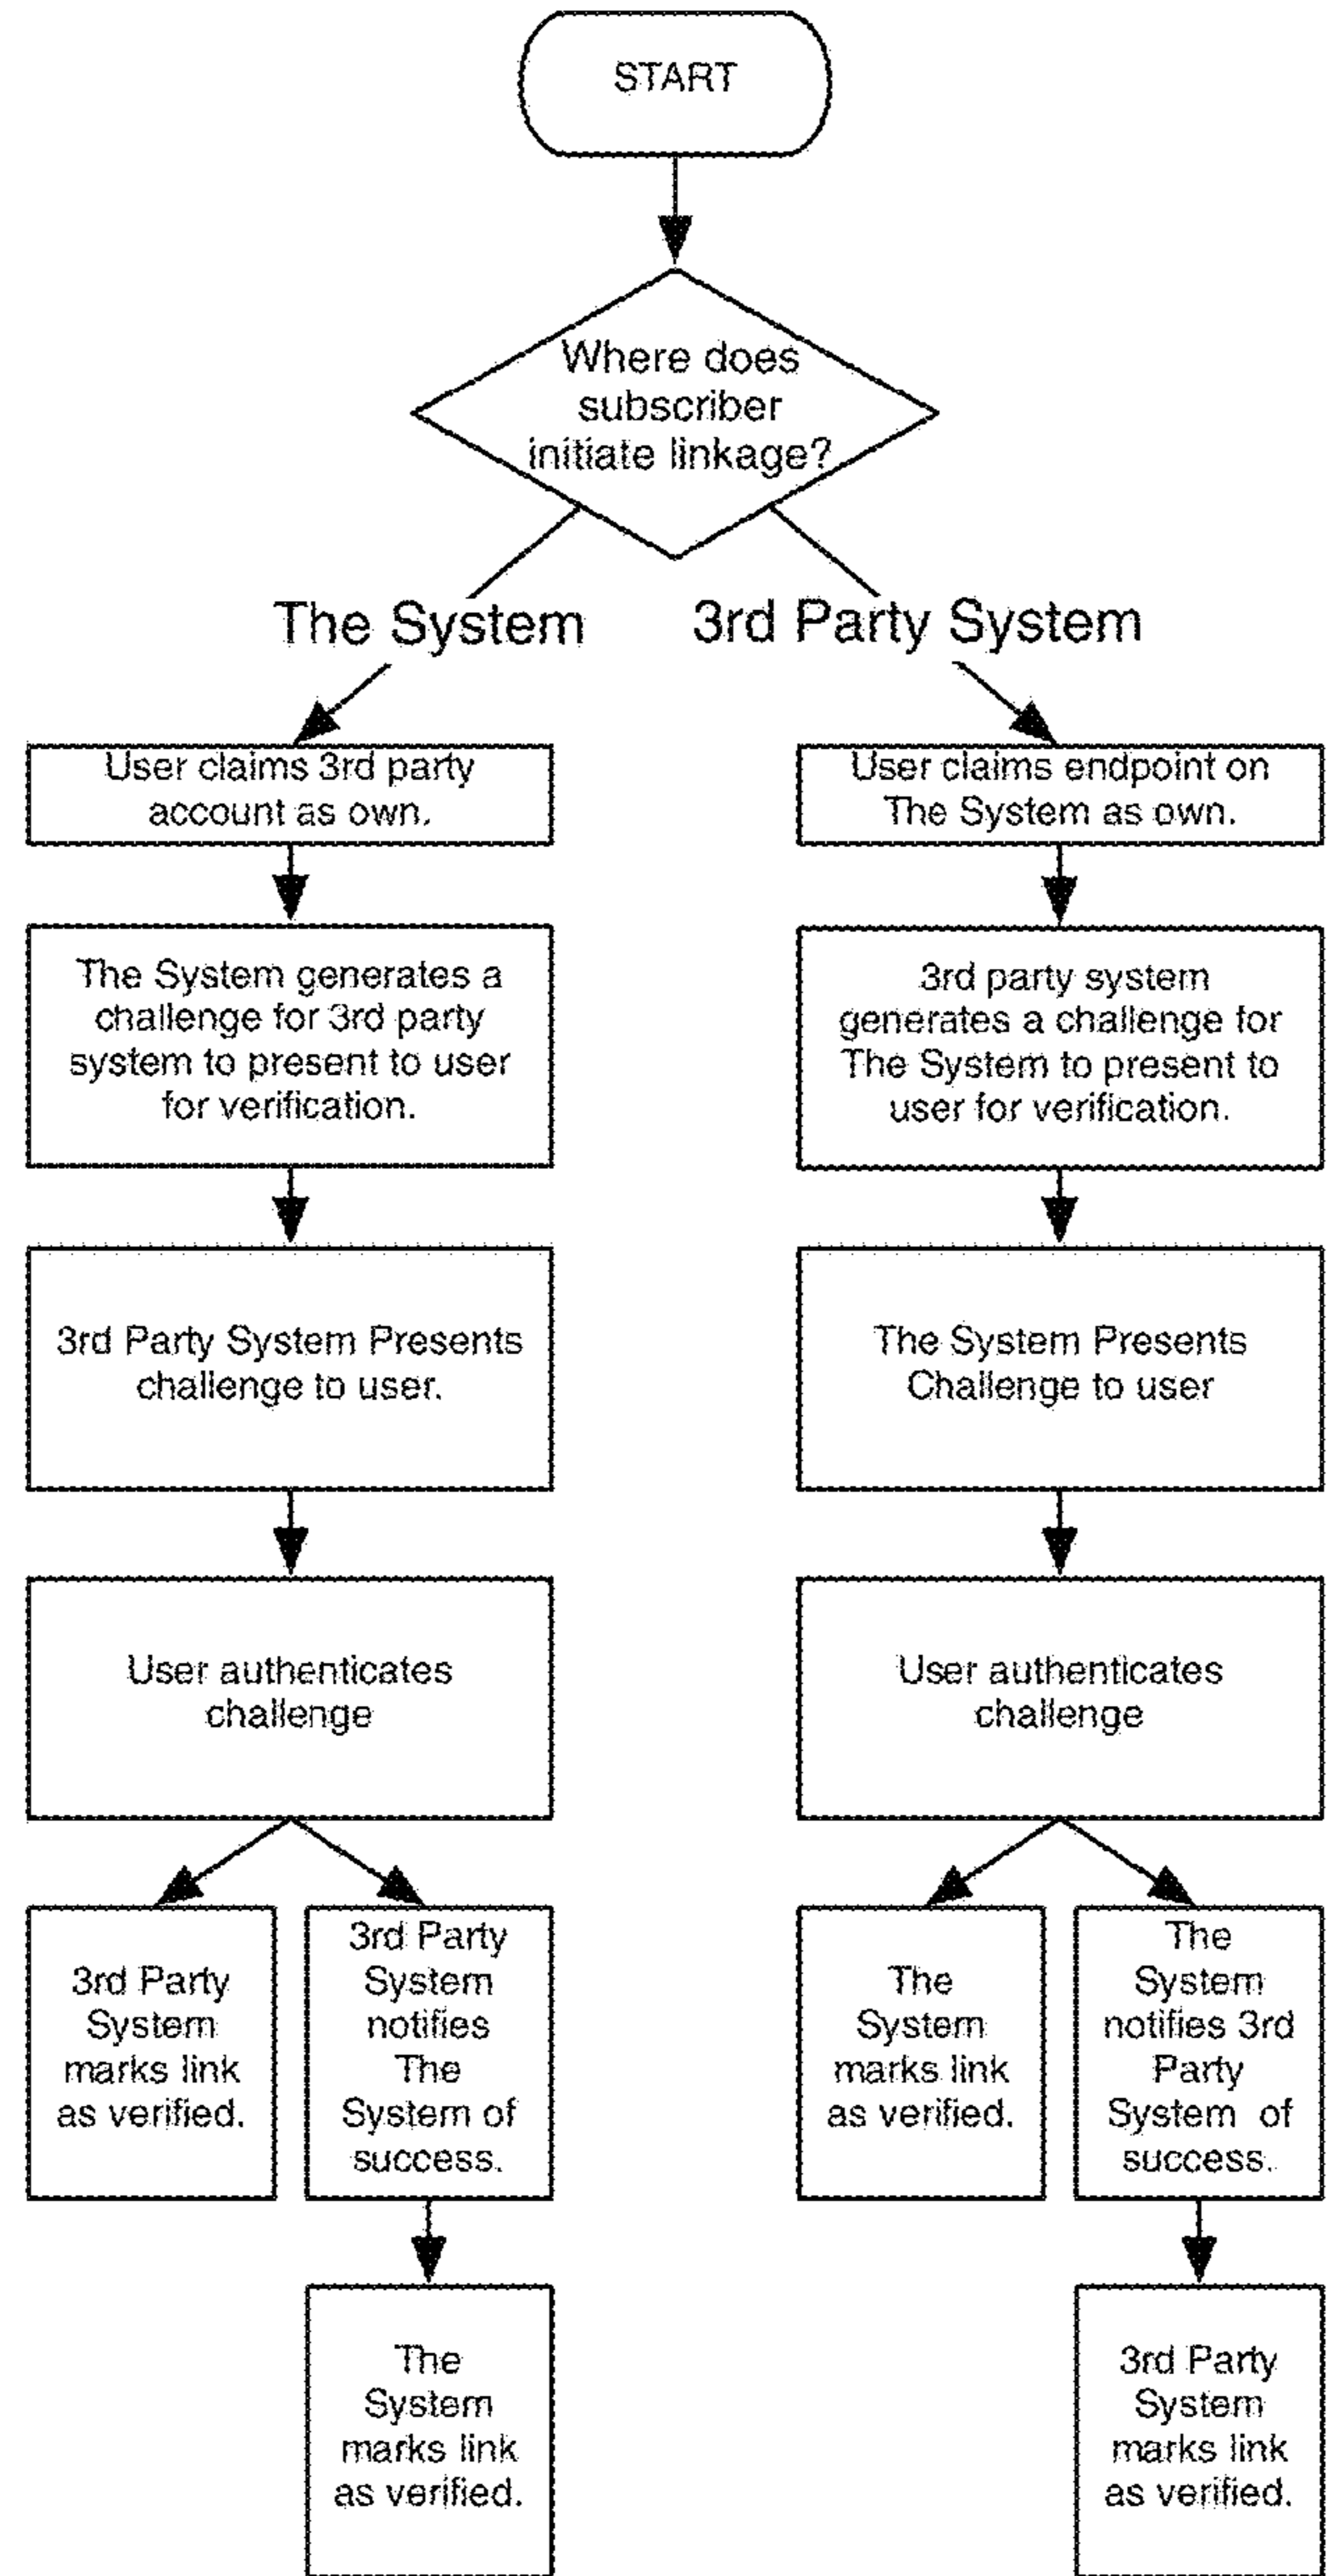 START
Where does
subscriber
initiate linkage?
The System
3rd Party System
User claims 3rd party
account as own.
The System generates a
challenge for 3rd party
system to present to user
for verification.
3rd Party System Presents
challenge to user.
User authenticates
challenge
3rd Party
System
marks link
as verified.
3rd Party
System
notifies
The
System of
success.
The
System
marks link
as verified.
User claims endpoint on
The System as own.
3rd party system
generates a challenge for
The System to present to
user for verification.
The System Presents
Challenge to user
User authenticates
challenge
The
System
marks link
as verified.
The
System
notifies 3rd
Party
System of
success.
3rd Party
System
marks link
as verified.